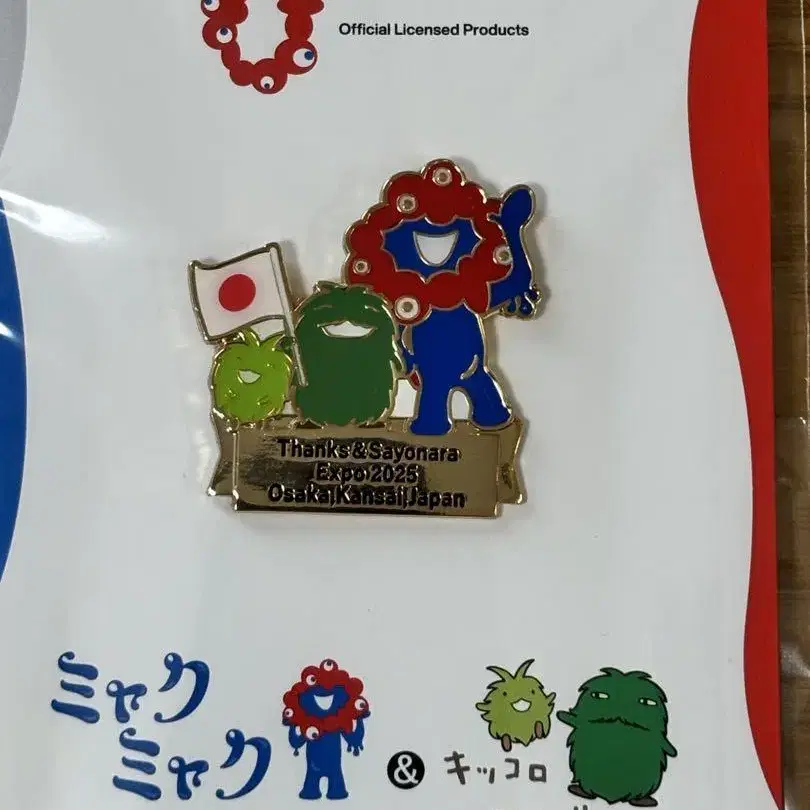 Official Licensed Products
Thanks&Sayonara
Expo 2025
Osaka,Kansai,Japan
ミャク
ミャク
& キッコロ